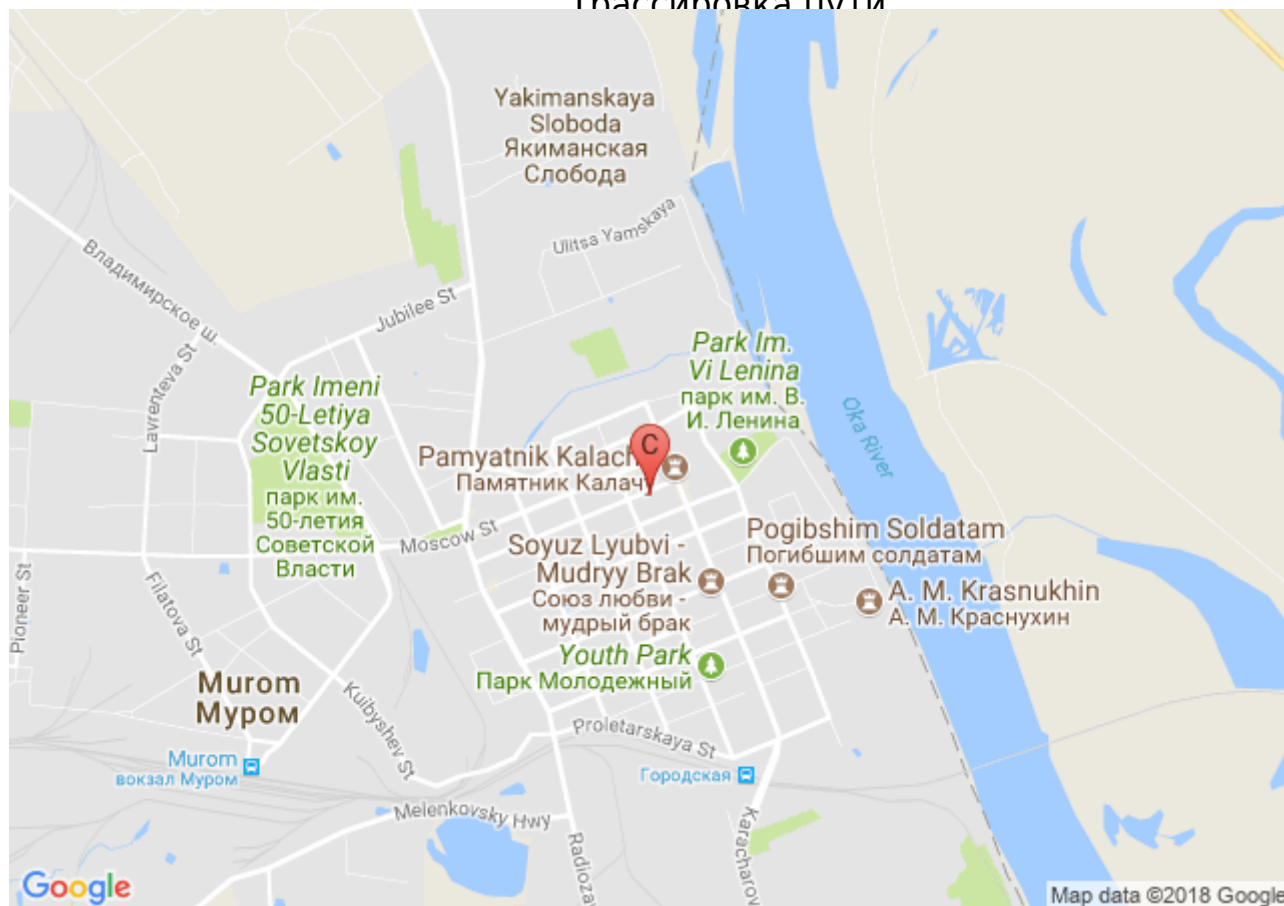 Трассировка пути
Yakimanskaya
Sloboda
Якиманская
Слобода
Ulitsa Yamskaya
Владимирское ш.
Jubilee St
Lavrenteva St
Park Imeni
50-Letiya
Sovetskoy
Vlasti
парк им.
50-летия
Советской
Власти
Park Im.
Vi Lenina
парк им. В.
И. Ленина
Oka River
C
Pamyatnik Kalach
Памятник Калачу
Moscow St
Soyuz Lyubvi -
Mudryy Brak
Союз любви -
мудрый брак
Pogibshim Soldatam
Погибшим солдатам
A. M. Krasnukhin
А. М. Краснухин
Pioneer St
Filatova St
Youth Park
Парк Молодежный
Murom
Муром
Kuibyshev St
Proletarskaya St
Murom
вокзал Муром
Городская
Melenkovsky Hwy
Radiozav
Karacharov
Google
Map data ©2018 Google